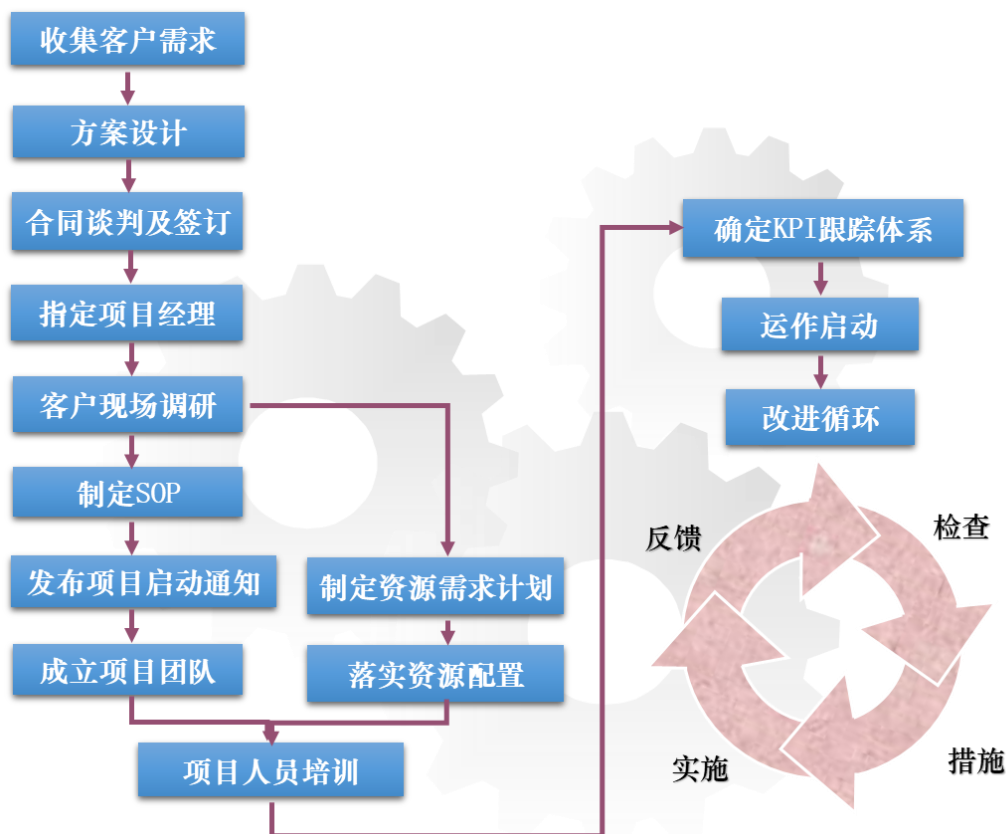 收集客户需求
方案设计
合同谈判及签订
指定项目经理
客户现场调研
制定SOP
发布项目启动通知
成立项目团队
制定资源需求计划
落实资源配置
项目人员培训
确定KPI跟踪体系
运作启动
改进循环
反馈
检查
实施
措施